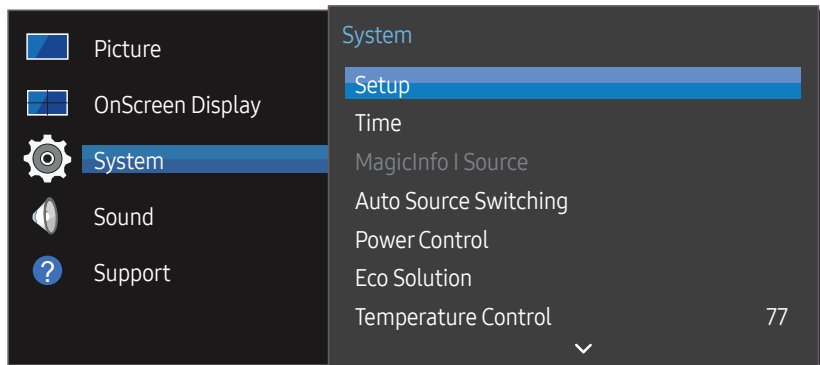 Picture
OnScreen Display
System
Sound
?
Support
System
Setup
Time
MagicInfo I Source
Auto Source Switching
Power Control
Eco Solution
Temperature Control 77